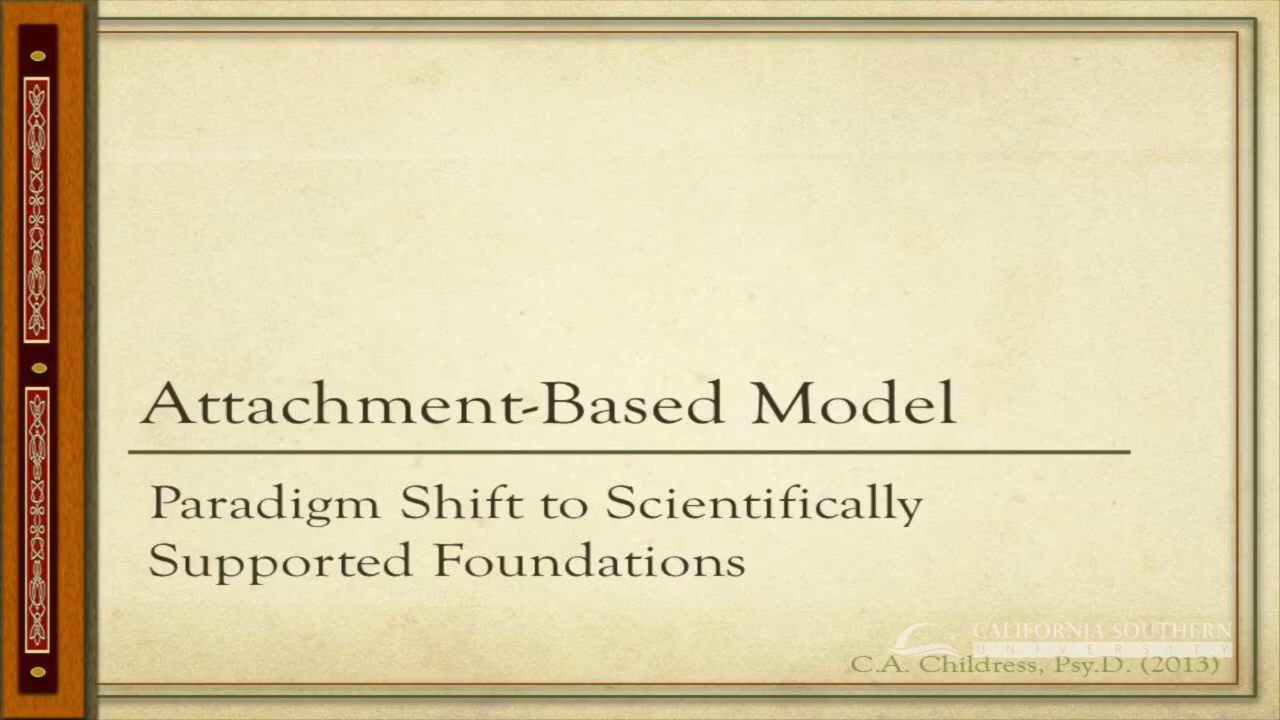 Attachment-Based Model
Paradigm Shift to Scientifically
Supported Foundations
CALIFORNIA SOUTHERN
UNIVERSITY
C.A. Childress, Psy.D. (2013)